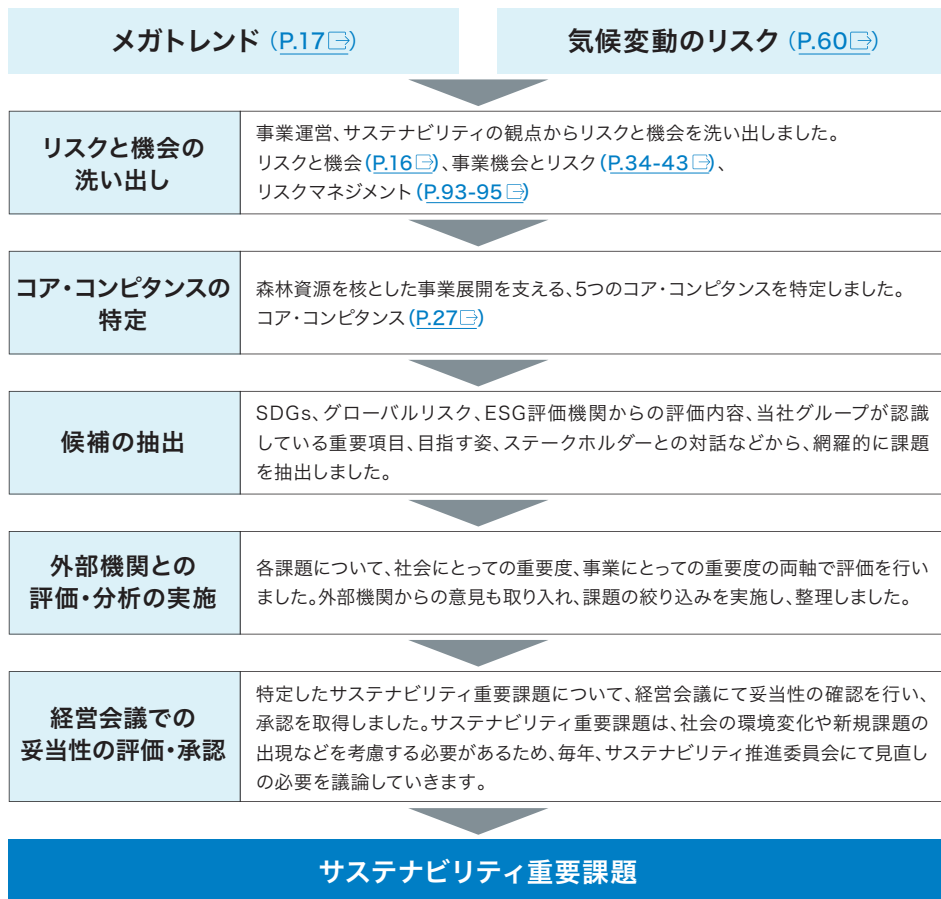 メガトレンド（P.17）
気候変動のリスク（P.60）
リスクと機会の
洗い出し
事業運営、サステナビリティの観点からリスクと機会を洗い出しました。
リスクと機会（P.16）、事業機会とリスク（P.34-43）、
リスクマネジメント（P.93-95）
コア・コンピタンスの
特定
森林資源を核とした事業展開を支える、5つのコア・コンピタンスを特定しました。
コア・コンピタンス（P.27）
候補の抽出
SDGs、グローバルリスク、ESG評価機関からの評価内容、当社グループが認識
している重要項目、目指す姿、ステークホルダーとの対話などから、網羅的に課題
を抽出しました。
外部機関との
評価・分析の実施
各課題について、社会にとっての重要度、事業にとっての重要度の両軸で評価を行い
ました。外部機関からの意見も取り入れ、課題の絞り込みを実施し、整理しました。
経営会議での
妥当性の評価・承認
特定したサステナビリティ重要課題について、経営会議にて妥当性の確認を行い、
承認を取得しました。サステナビリティ重要課題は、社会の環境変化や新規課題の
出現などを考慮する必要があるため、毎年、サステナビリティ推進委員会にて見直し
の必要を議論していきます。
サステナビリティ重要課題